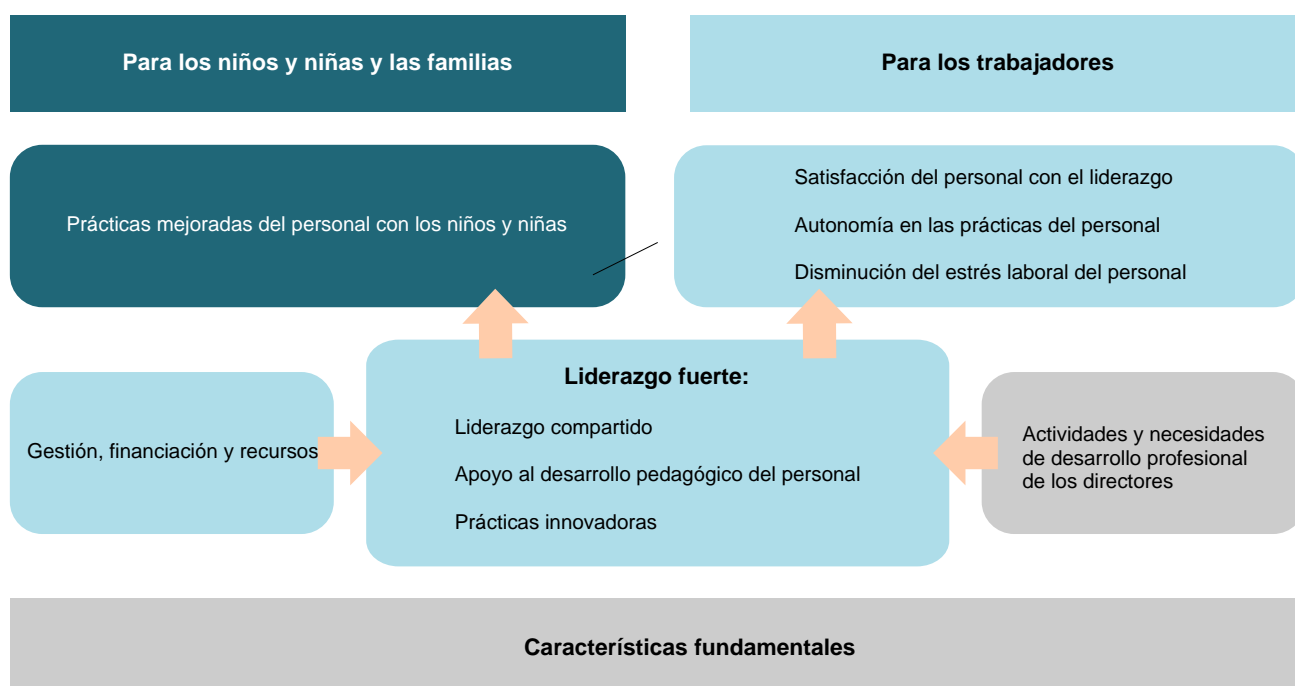 Para los niños y niñas y las familias
Para los trabajadores
Prácticas mejoradas del personal con los niños y niñas
Satisfacción del personal con el liderazgo
Autonomía en las prácticas del personal
Disminución del estrés laboral del personal
Gestión, financiación y recursos
Liderazgo fuerte:
Liderazgo compartido
Apoyo al desarrollo pedagógico del personal
Prácticas innovadoras
Actividades y necesidades
de desarrollo profesional
de los directores
Características fundamentales